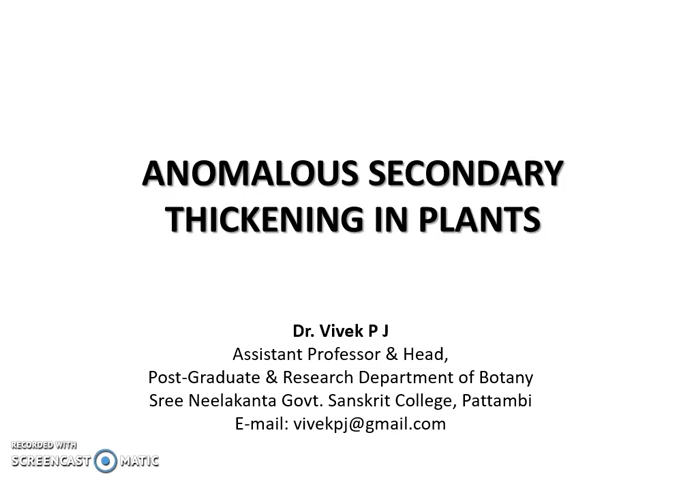 ANOMALOUS SECONDARY
THICKENING IN PLANTS
Dr. Vivek P J
Assistant Professor & Head,
Post-Graduate & Research Department of Botany
Sree Neelakanta Govt. Sanskrit College, Pattambi
E-mail: vivekpj@gmail.com
RECORDED WITH
SCREENCAST MATIC